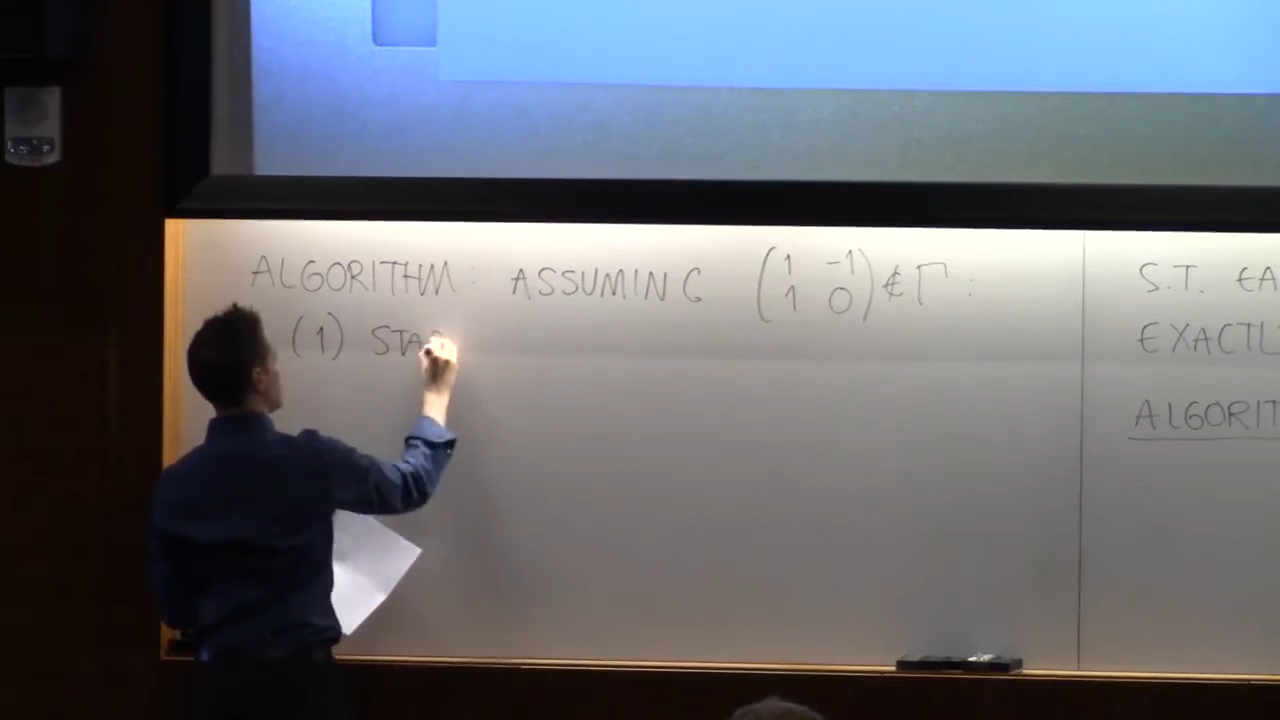 ALGORITHM: ASSUMING (1 -1
1 0) ∉ Γ:
(1) STA
S.T. EA
EXACTL
ALGORIT